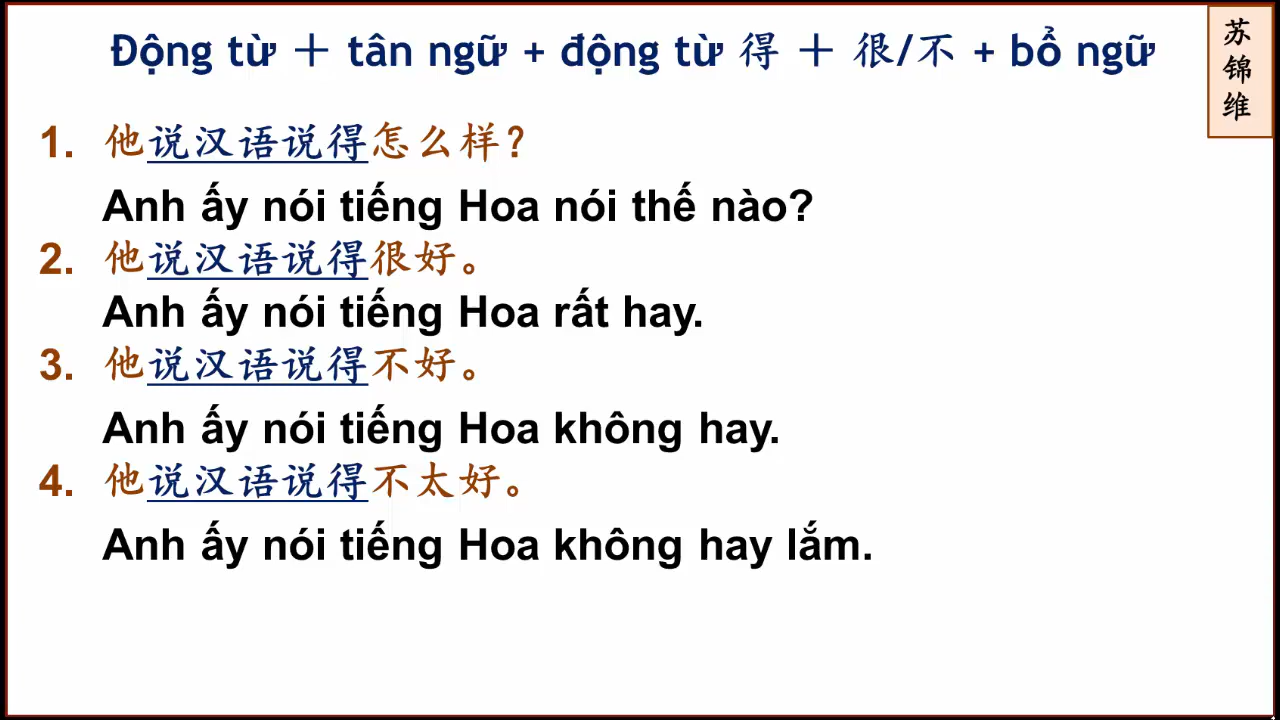 Động từ ＋ tân ngữ + động từ 得 ＋ 很/不 + bổ ngữ
苏锦维
1. 他说汉语说得怎么样？
Anh ấy nói tiếng Hoa nói thế nào?
2. 他说汉语说得很好。
Anh ấy nói tiếng Hoa rất hay.
3. 他说汉语说得不好。
Anh ấy nói tiếng Hoa không hay.
4. 他说汉语说得不太好。
Anh ấy nói tiếng Hoa không hay lắm.